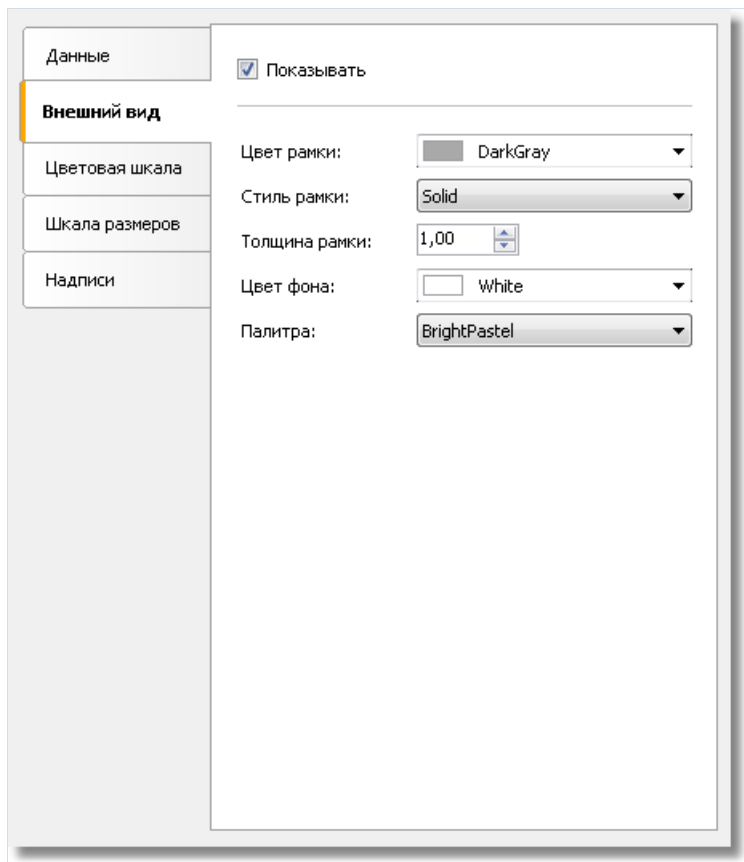 Данные
Внешний вид
Цветовая шкала
Шкала размеров
Надписи
Показывать
Цвет рамки: DarkGray
Стиль рамки: Solid
Толщина рамки: 1,00
Цвет фона: White
Палитра: BrightPastel